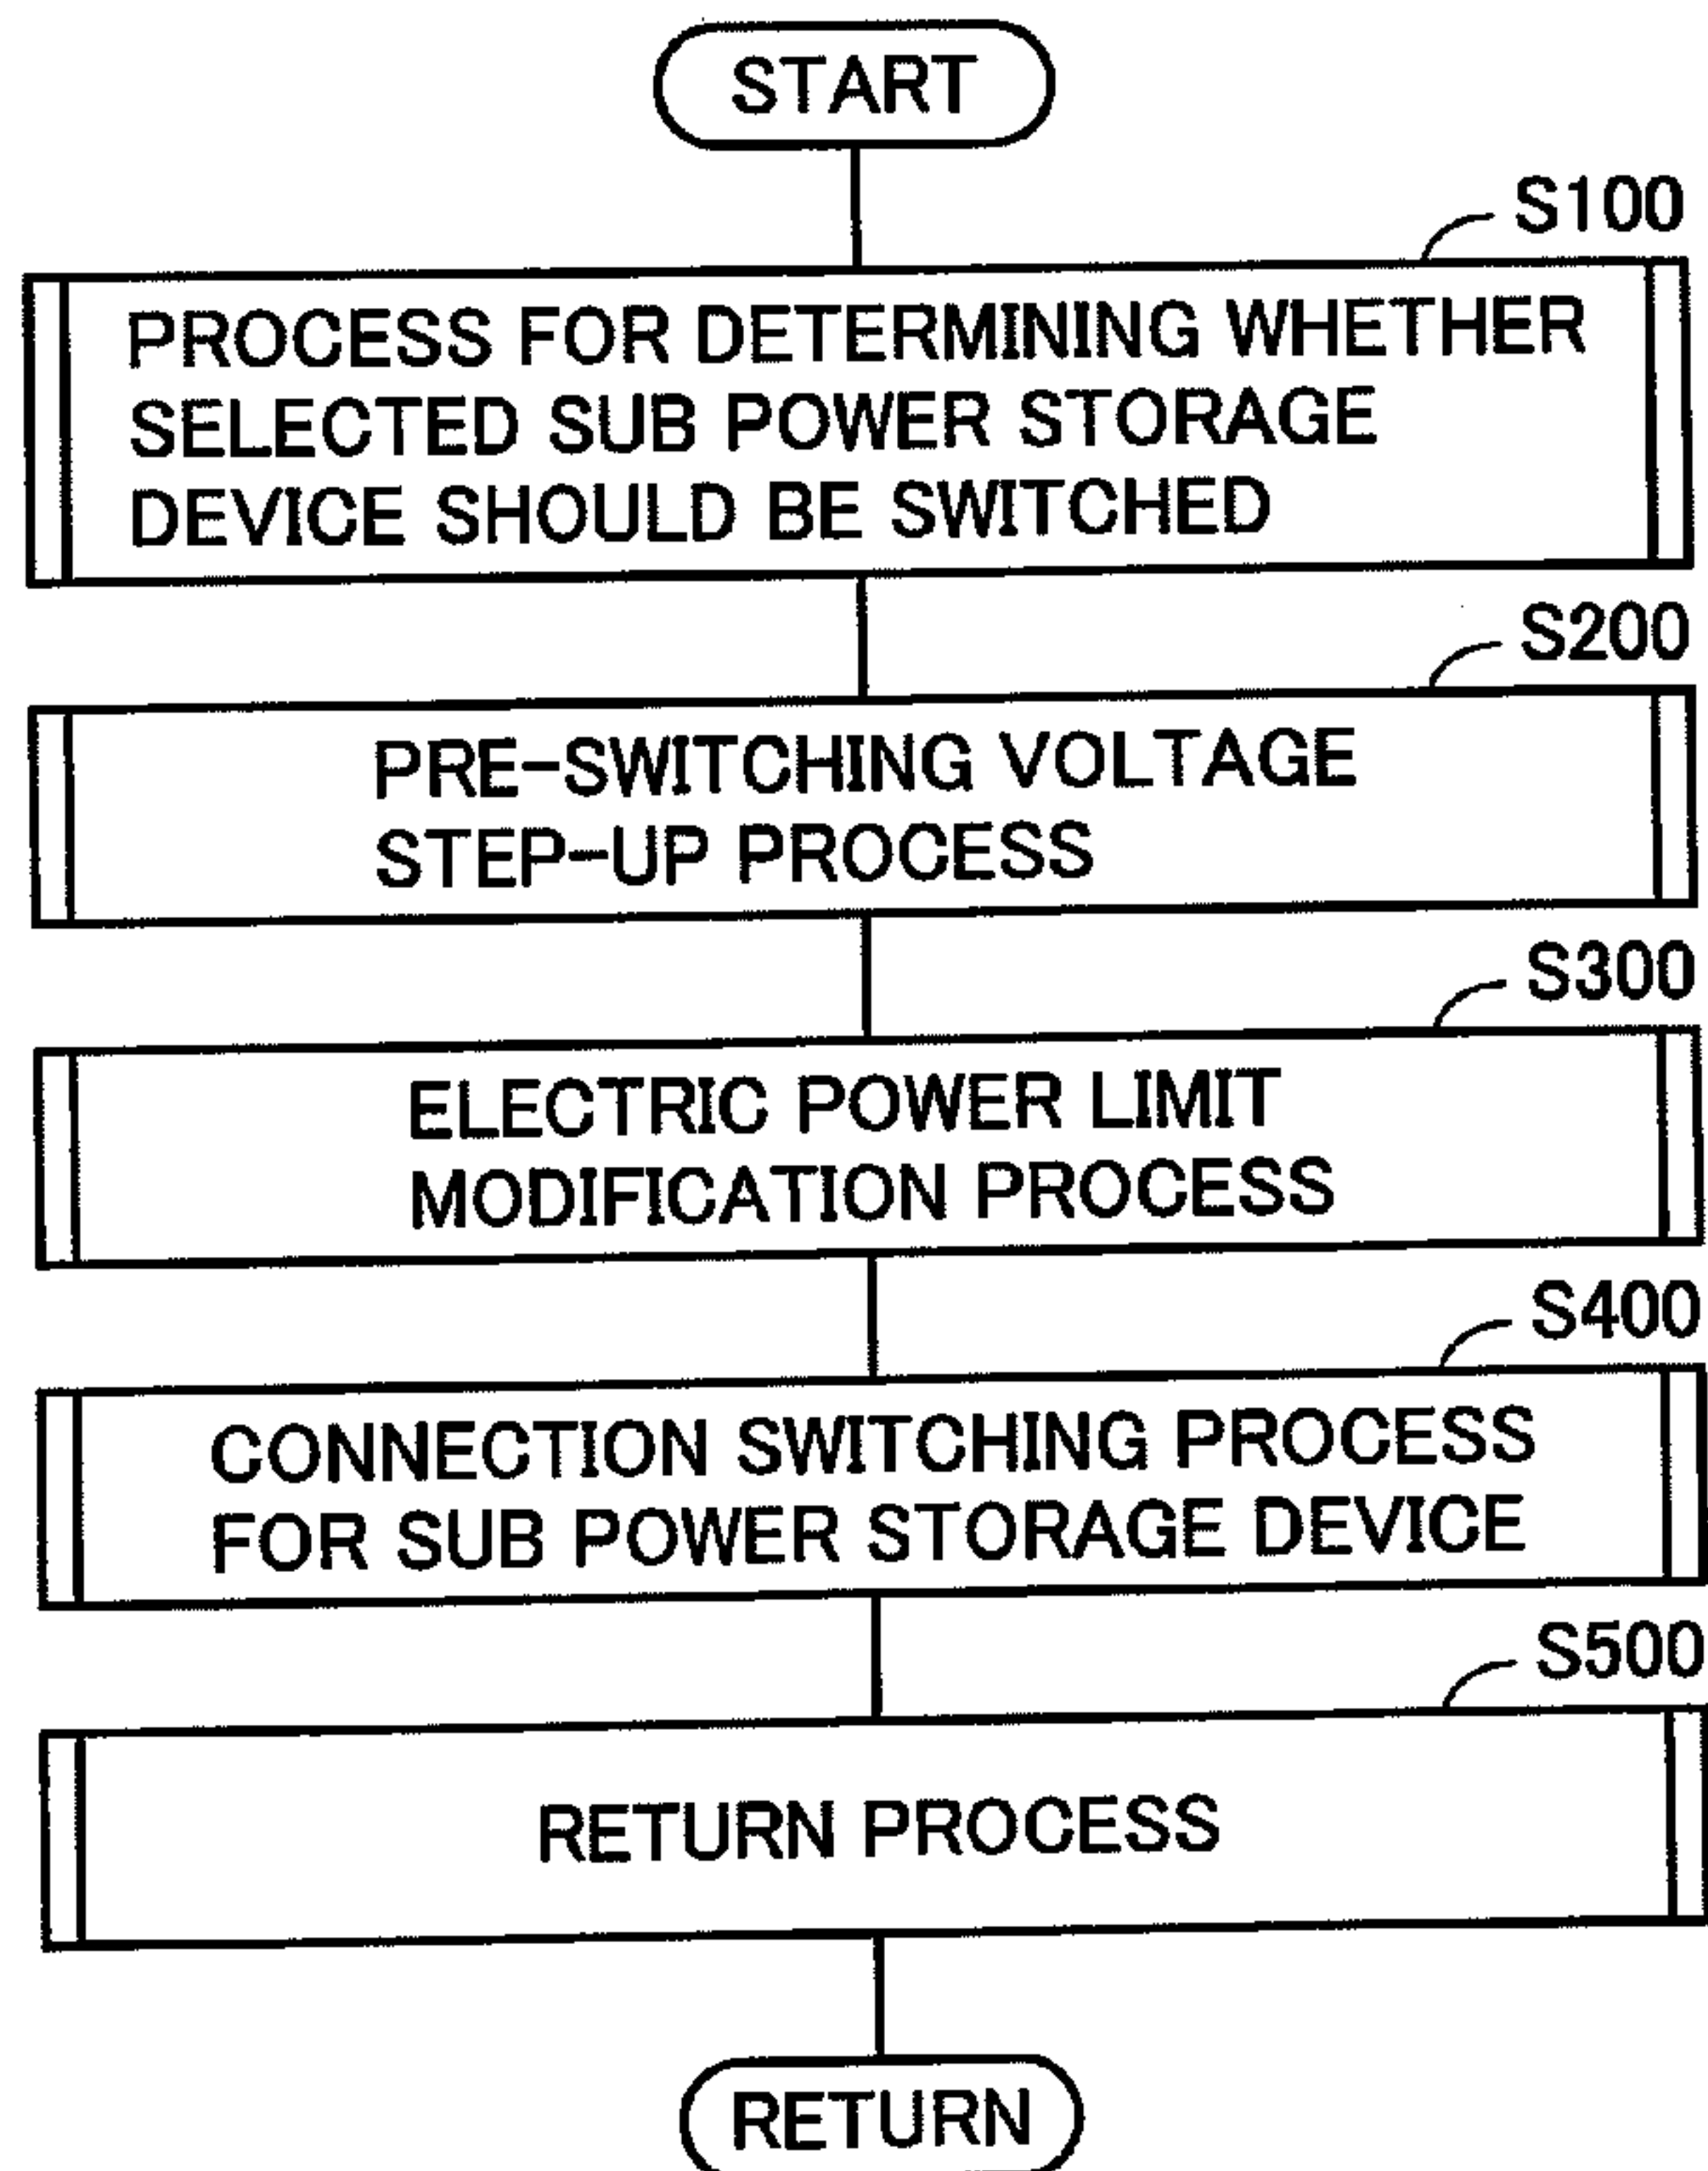 START
S100
PROCESS FOR DETERMINING WHETHER
SELECTED SUB POWER STORAGE
DEVICE SHOULD BE SWITCHED
S200
PRE-SWITCHING VOLTAGE
STEP-UP PROCESS
S300
ELECTRIC POWER LIMIT
MODIFICATION PROCESS
S400
CONNECTION SWITCHING PROCESS
FOR SUB POWER STORAGE DEVICE
S500
RETURN PROCESS
RETURN